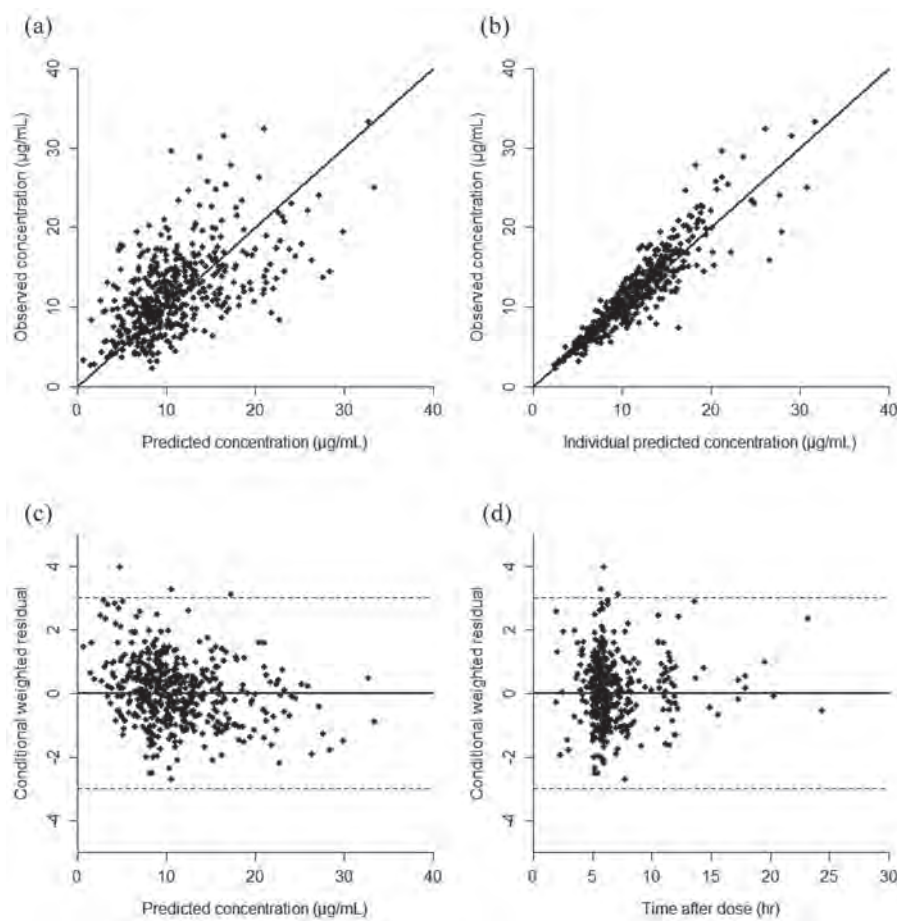 (a)
(b)
Observed concentration (μg/mL)
0 10 20 30 40
0 10 20 30 40
Predicted concentration (μg/mL)
Observed concentration (μg/mL)
0 10 20 30 40
0 10 20 30 40
Individual predicted concentration (μg/mL)
(c)
(d)
Conditional weighted residual
-4 -2 0 2 4
0 10 20 30 40
Predicted concentration (μg/mL)
Conditional weighted residual
-4 -2 0 2 4
0 5 10 15 20 25 30
Time after dose (hr)